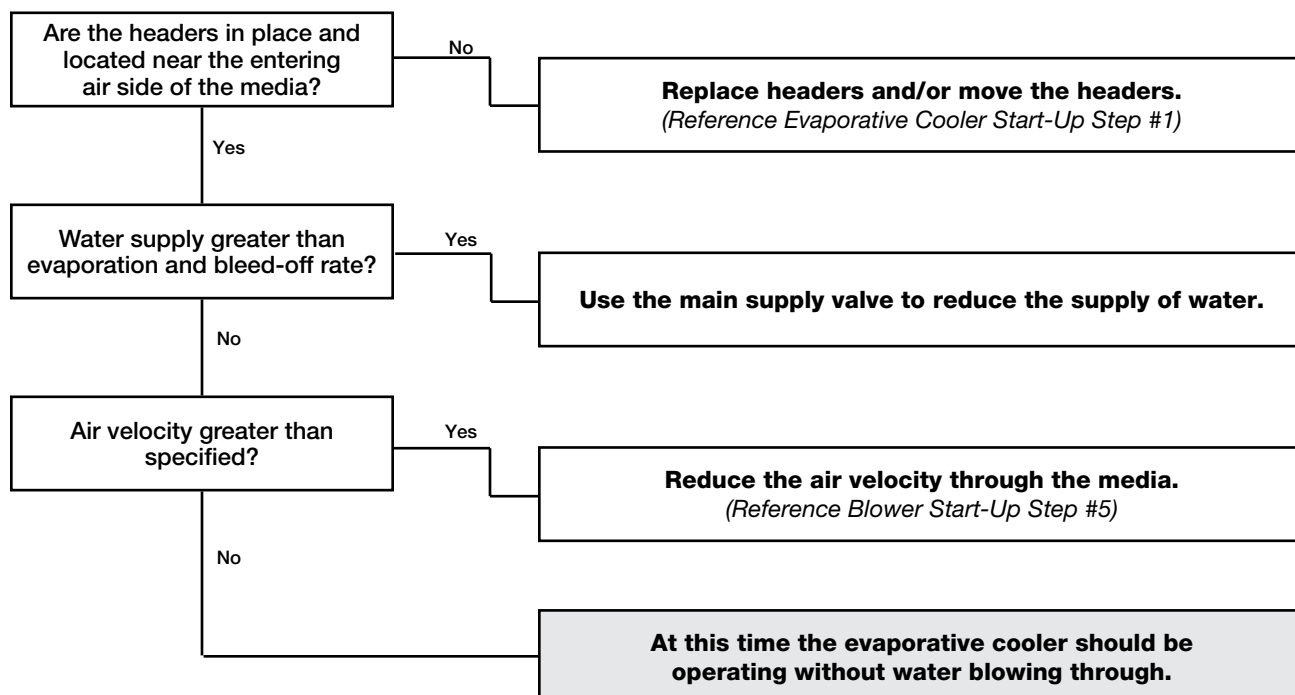 Are the headers in place and
located near the entering
air side of the media?
No
Replace headers and/or move the headers.
(Reference Evaporative Cooler Start-Up Step #1)
Yes
Water supply greater than
evaporation and bleed-off rate?
Yes
Use the main supply valve to reduce the supply of water.
No
Air velocity greater than
specified?
Yes
Reduce the air velocity through the media.
(Reference Blower Start-Up Step #5)
No
At this time the evaporative cooler should be
operating without water blowing through.